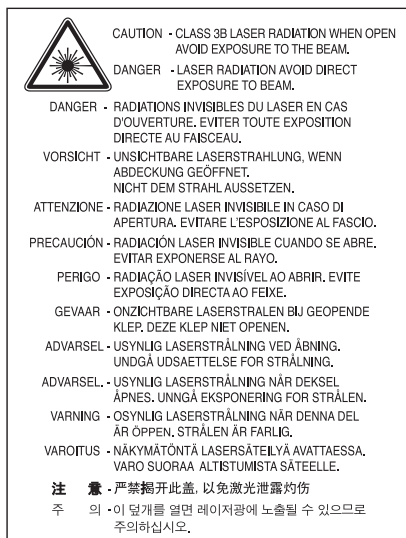 CAUTION - CLASS 3B LASER RADIATION WHEN OPEN
AVOID EXPOSURE TO THE BEAM.
DANGER - LASER RADIATION AVOID DIRECT
EXPOSURE TO BEAM.
DANGER - RADIATIONS INVISIBLES DU LASER EN CAS
D'OUVERTURE. EVITER TOUTE EXPOSITION
DIRECTE AU FAISCEAU.
VORSICHT - UNSICHTBARE LASERSTRAHLUNG, WENN
ABDECKUNG GEÖFFNET.
NICHT DEM STRAHL AUSSETZEN.
ATTENZIONE - RADIAZIONE LASER INVISIBILE IN CASO DI
APERTURA. EVITARE L'ESPOSIZIONE AL FASCIO.
PRECAUCIÓN - RADIACIÓN LASER INVISIBLE CUANDO SE ABRE.
EVITAR EXPONERSE AL RAYO.
PERIGO - RADIAÇÃO LASER INVISÍVEL AO ABRIR. EVITE
EXPOSIÇÃO DIRECTA AO FEIXE.
GEVAAR - ONZICHTBARE LASERSTRALEN BIJ GEOPENDE
KLEP. DEZE KLEP NIET OPENEN.
ADVARSEL - USYNLIG LASERSTRÅLNING VED ÅBNING.
UNDGÅ UDSAETTELSE FOR STRÅLNING.
ADVARSEL. - USYNLIG LASERSTRÅLNING NÅR DEKSEL
ÅPNES. UNNGÅ EKSPONERING FOR STRÅLEN.
VARNING - OSYNLIG LASERSTRÅLNING NÄR DENNA DEL
ÄR ÖPPEN. STRÅLEN ÄR FARLIG.
VAROITUS - NÄKYMÄTÖNTÄ LASERSÄTEILYÄ AVATTAESSA.
VARO SUORAA ALTISTUMISTA SÄTEELLE.
注 意 - 严禁揭开此盖, 以免激光泄露灼伤
주 의 - 이 덮개를 열면 레이저광에 노출될 수 있으므로
주의하십시오.